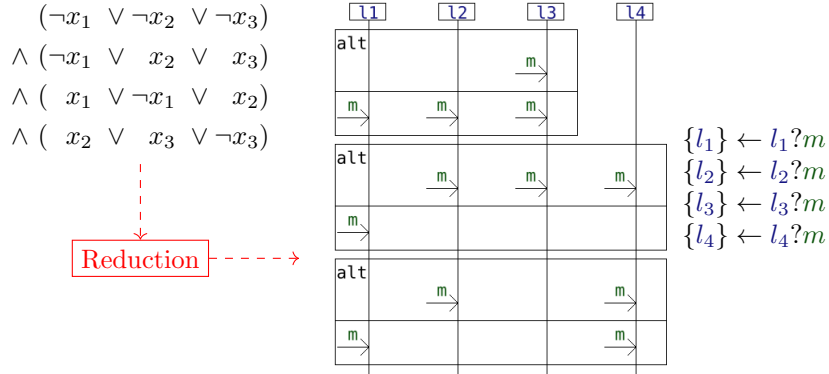 (¬x₁ ∨ ¬x₂ ∨ ¬x₃)
∧ (¬x₁ ∨ x₂ ∨ x₃)
∧ ( x₁ ∨ ¬x₁ ∨ x₂)
∧ ( x₂ ∨ x₃ ∨ ¬x₃)
Reduction
l1 l2 l3 l4
alt
m
m m m
alt
m m m
m
alt
m m
m m
{l₁} ← l₁?m
{l₂} ← l₂?m
{l₃} ← l₃?m
{l₄} ← l₄?m